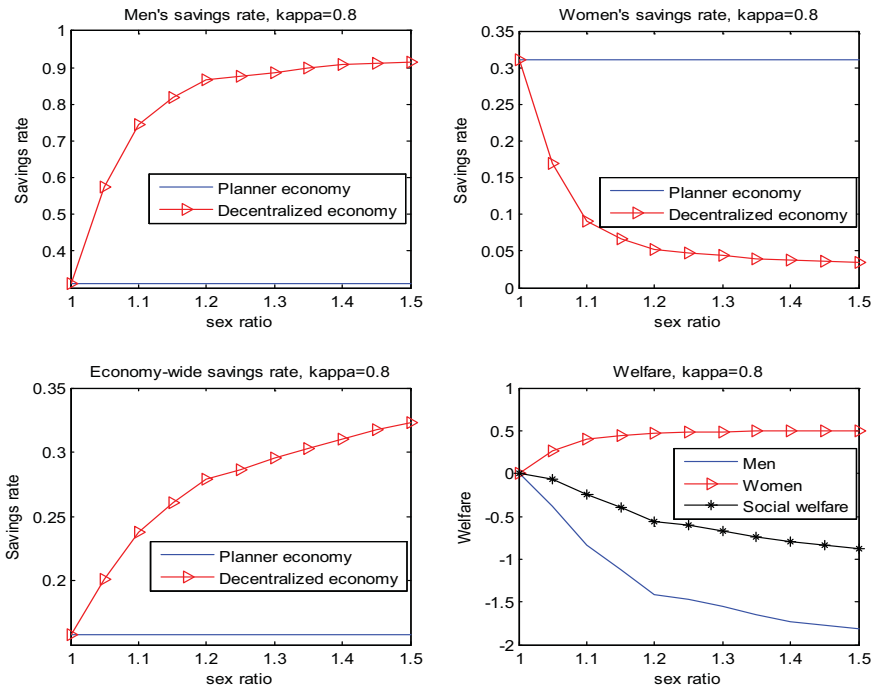 Men's savings rate, kappa=0.8
1
0.9
0.8
0.7
0.6
0.5
0.4
Savings rate
Planner economy
Decentralized economy
1 1.1 1.2 1.3 1.4 1.5
sex ratio
Women's savings rate, kappa=0.8
0.35
0.3
0.25
0.2
0.15
0.1
0.05
0
Savings rate
Planner economy
Decentralized economy
1 1.1 1.2 1.3 1.4 1.5
sex ratio
Economy-wide savings rate, kappa=0.8
0.35
0.3
0.25
0.2
Savings rate
Planner economy
Decentralized economy
1 1.1 1.2 1.3 1.4 1.5
sex ratio
Welfare, kappa=0.8
1
0.5
0
-0.5
-1
-1.5
-2
Welfare
Men
Women
Social welfare
1 1.1 1.2 1.3 1.4 1.5
sex ratio